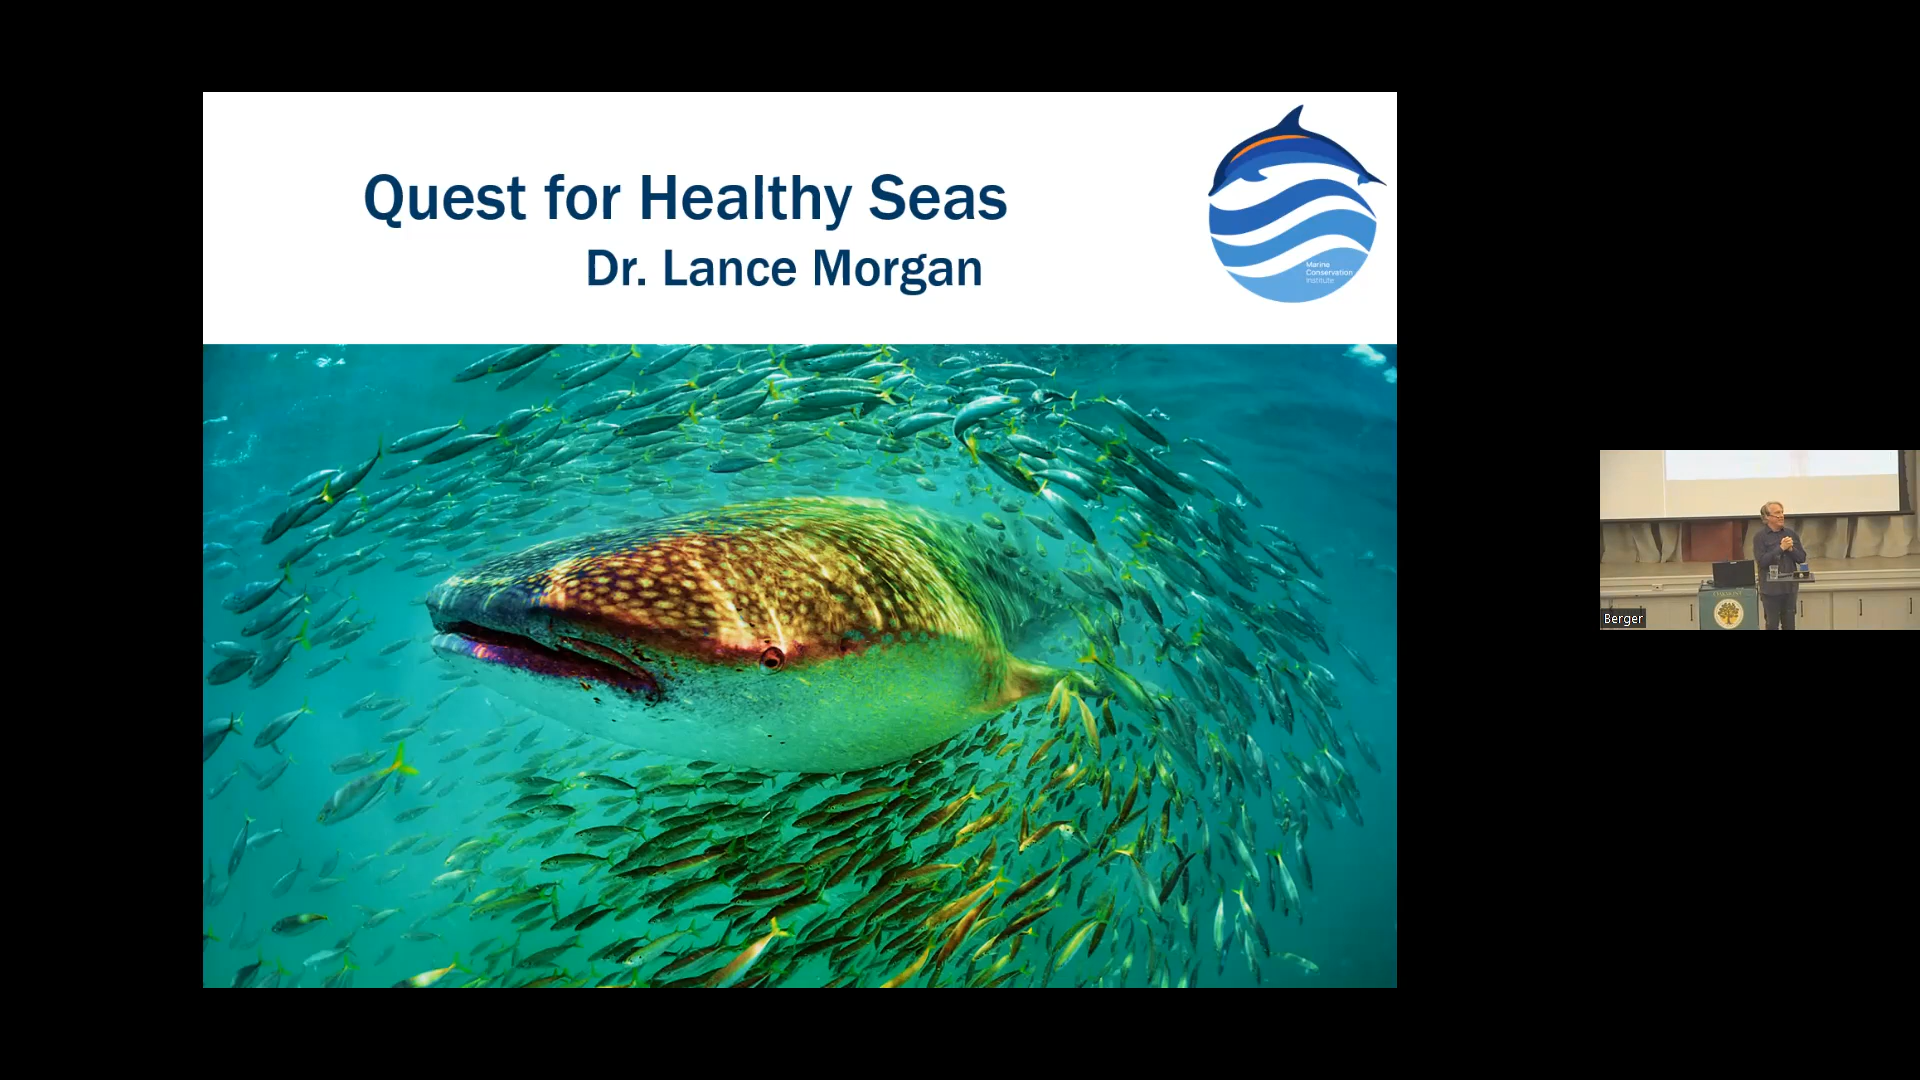 Quest for Healthy Seas
Dr. Lance Morgan
Marine
Conservation
Institute
Berger